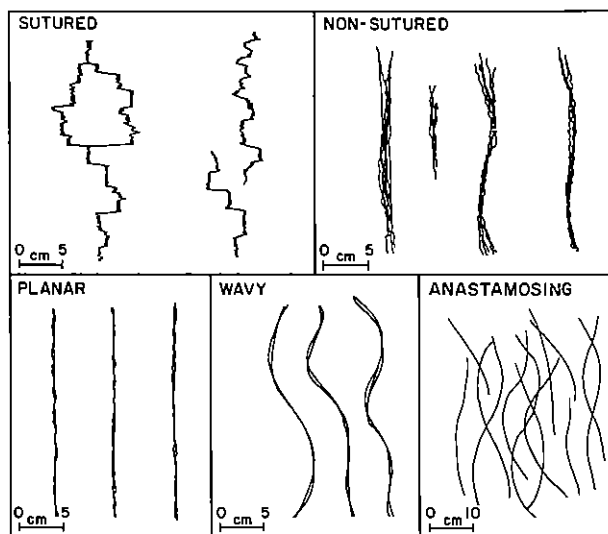 SUTURED
0 cm 5
NON-SUTURED
0 cm 5
PLANAR
0 cm 5
WAVY
0 cm 5
ANASTAMOSING
0 cm 10